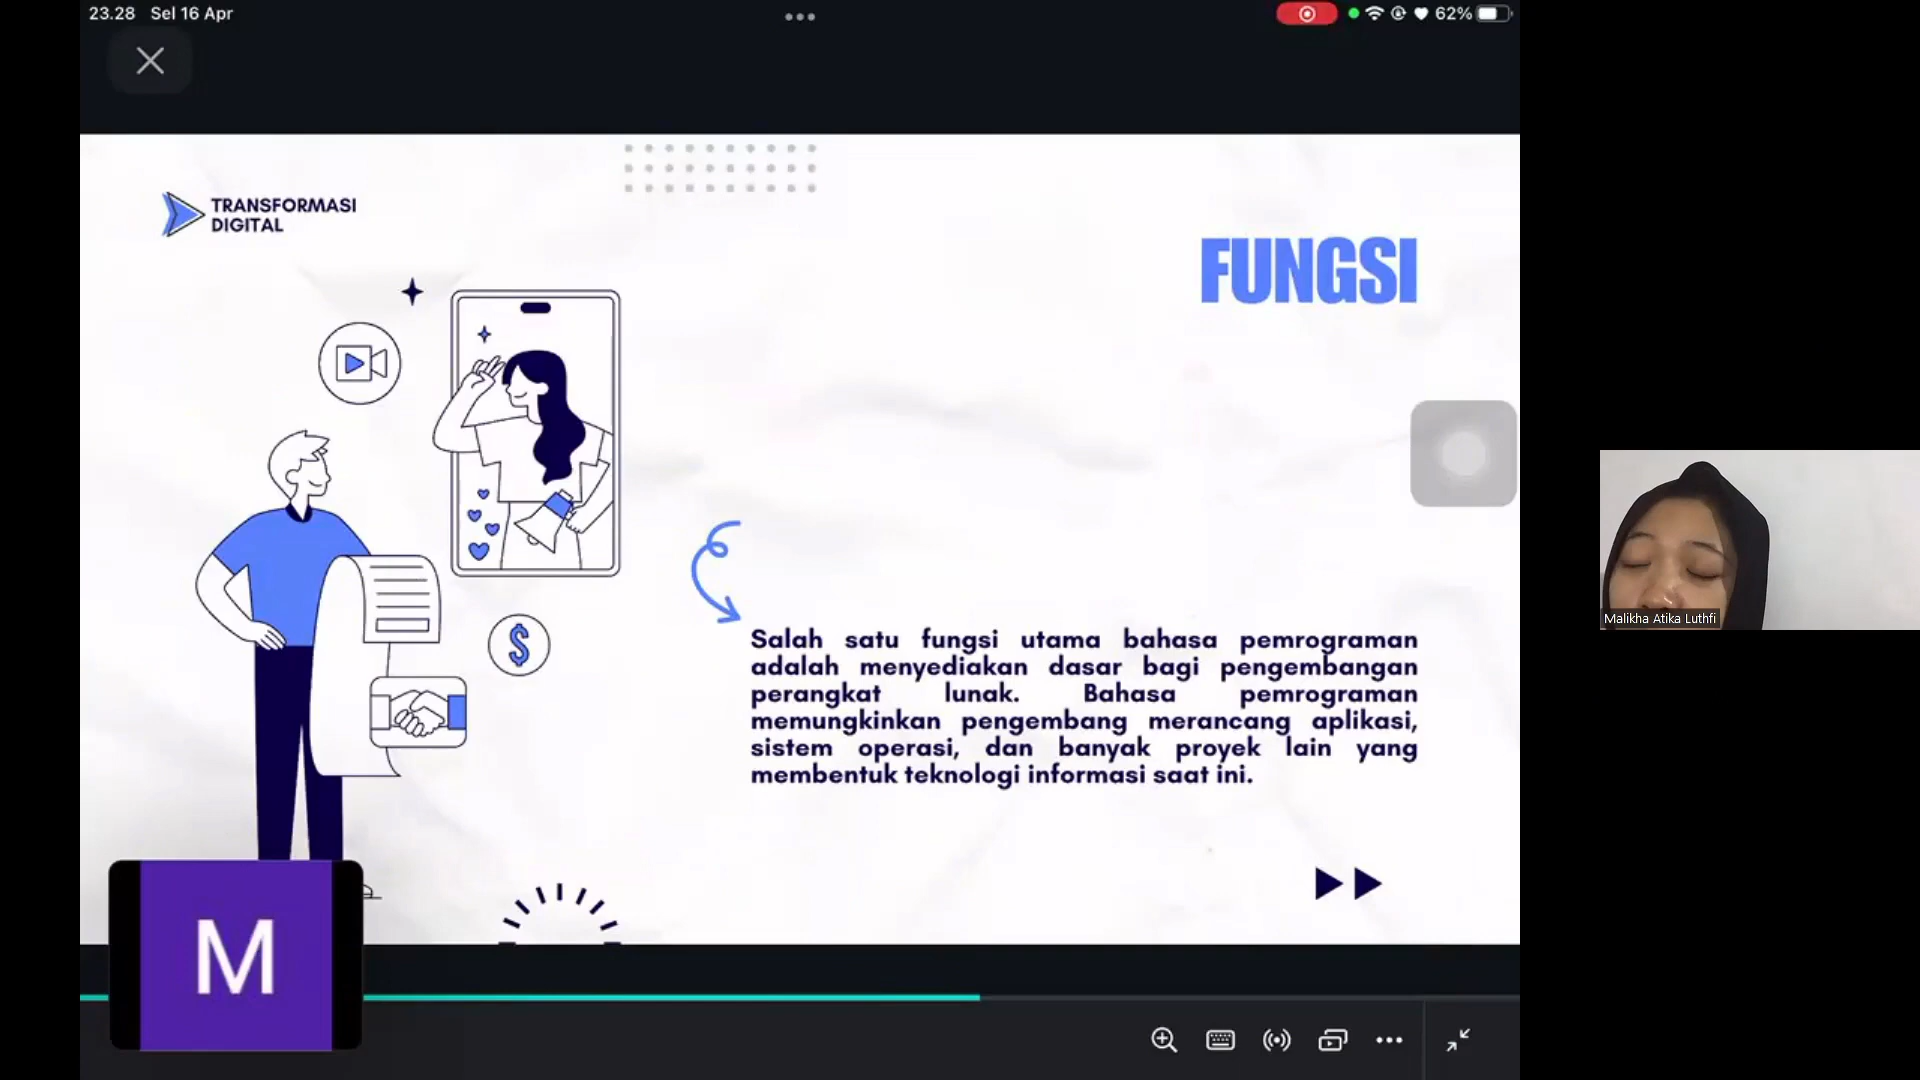 23.28 Sel 16 Apr
62%
TRANSFORMASI
DIGITAL
FUNGSI
$
Salah satu fungsi utama bahasa pemrograman
adalah menyediakan dasar bagi pengembangan
perangkat lunak. Bahasa pemrograman
memungkinkan pengembang merancang aplikasi,
sistem operasi, dan banyak proyek lain yang
membentuk teknologi informasi saat ini.
Malikha Atika Luthfi
M